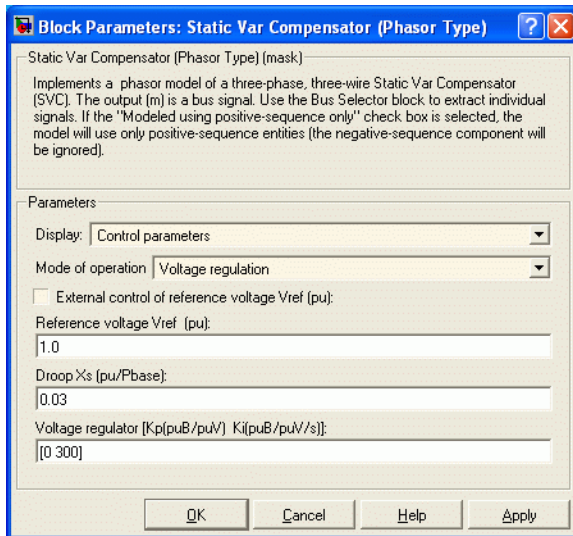 Block Parameters: Static Var Compensator (Phasor Type)
Static Var Compensator (Phasor Type) (mask)
Implements a phasor model of a three-phase, three-wire Static Var Compensator
(SVC). The output (m) is a bus signal. Use the Bus Selector block to extract individual
signals. If the "Modeled using positive-sequence only" check box is selected, the
model will use only positive-sequence entities (the negative-sequence component will
be ignored).
Parameters
Display: Control parameters
Mode of operation Voltage regulation
External control of reference voltage Vref (pu):
Reference voltage Vref (pu):
1.0
Droop Xs (pu/Pbase):
0.03
Voltage regulator [Kp(puB/puV) Ki(puB/puV/s)]:
[0 300]
OK Cancel Help Apply